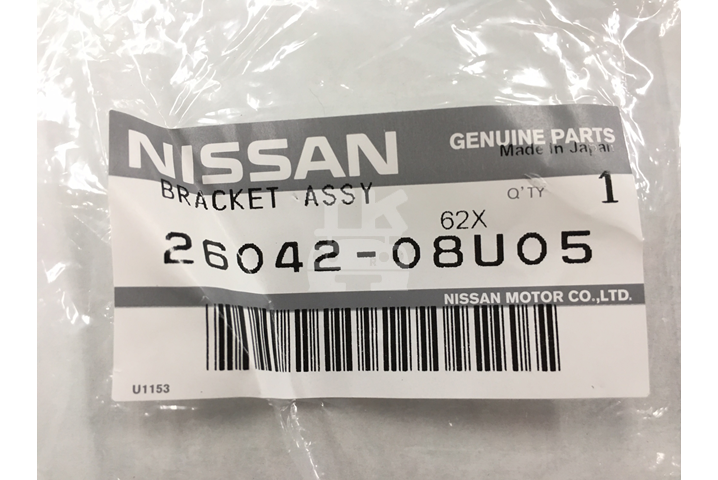 NISSAN
GENUINE PARTS
Made in Japan
BRACKET ASSY
Q'TY 1
62X
26042-08U05
NISSAN MOTOR CO.,LTD.
U1153